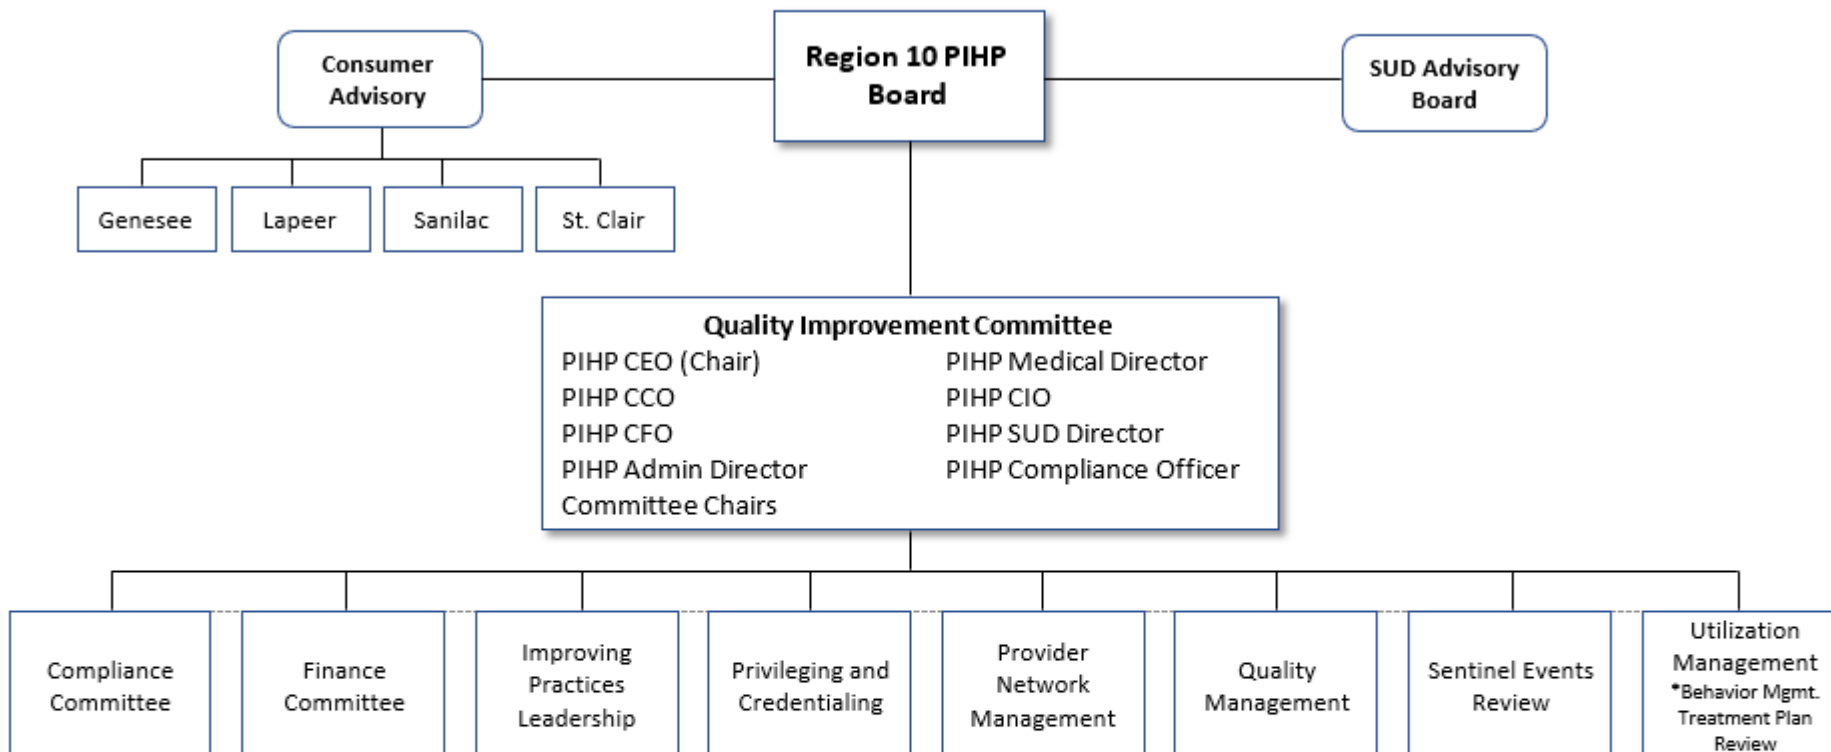 Consumer
Advisory
Region 10 PIHP
Board
SUD Advisory
Board
Genesee
Lapeer
Sanilac
St. Clair
Quality Improvement Committee
PIHP CEO (Chair)
PIHP Medical Director
PIHP CCO
PIHP CIO
PIHP CFO
PIHP SUD Director
PIHP Admin Director
PIHP Compliance Officer
Committee Chairs
Compliance
Committee
Finance
Committee
Improving
Practices
Leadership
Privileging and
Credentialing
Provider
Network
Management
Quality
Management
Sentinel Events
Review
Utilization
Management
*Behavior Mgmt.
Treatment Plan
Review